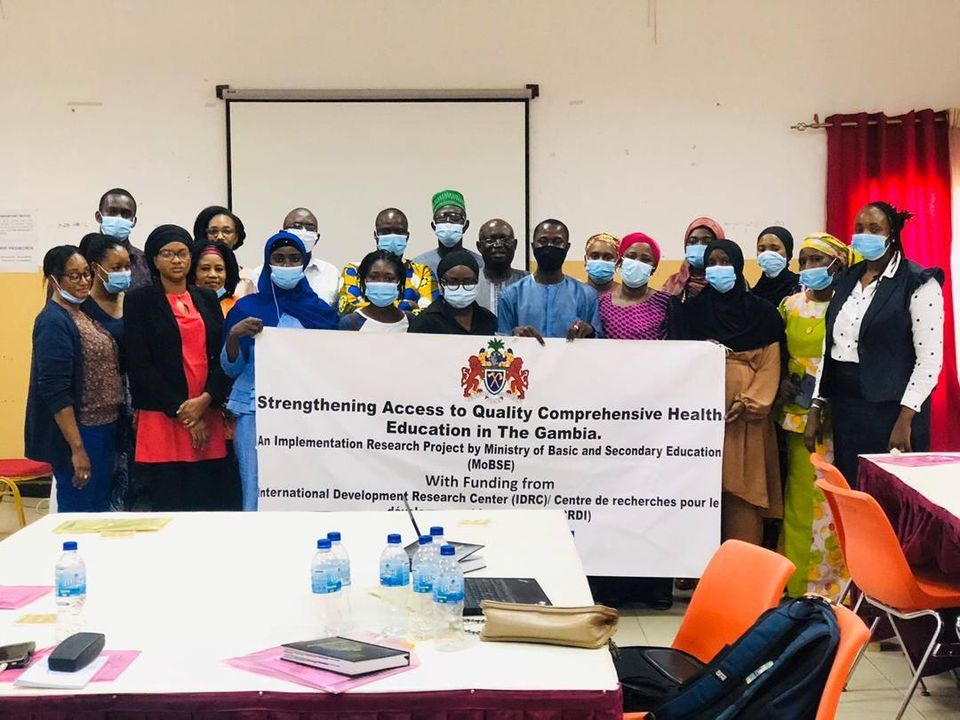 Strengthening Access to Quality Comprehensive Health
Education in The Gambia.
An Implementation Research Project by Ministry of Basic and Secondary Education
(MoBSE)
With Funding from
International Development Research Center (IDRC)/ Centre de recherches pour le
CRDI)